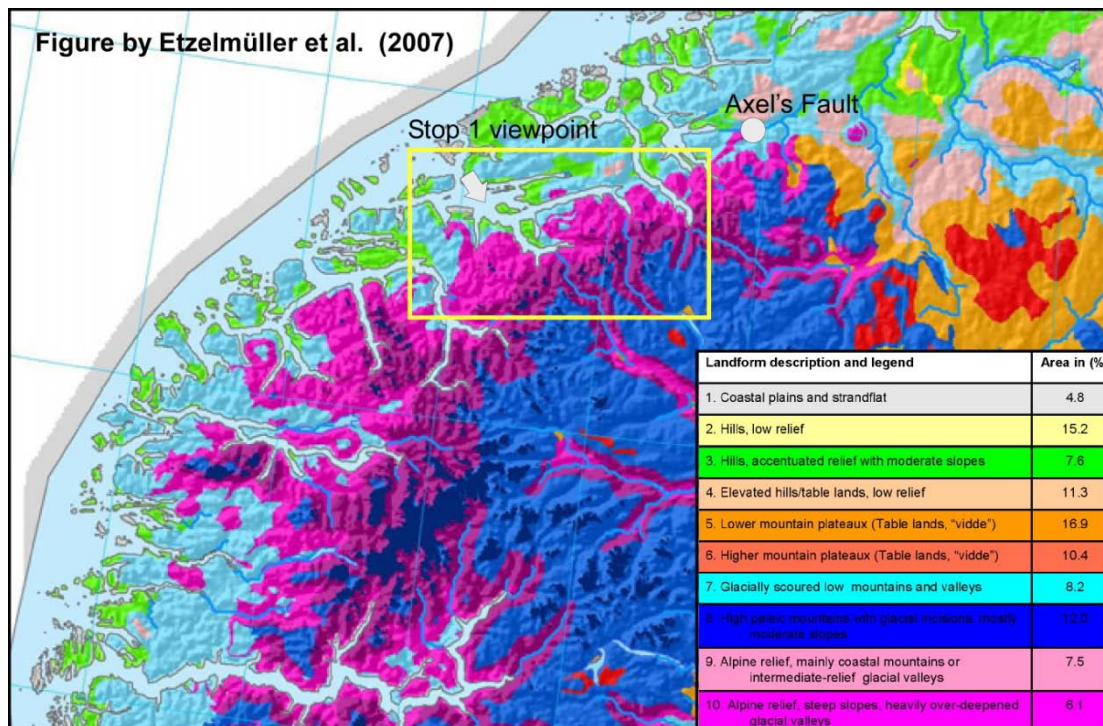 Figure by Etzelmüller et al. (2007)
Axel's Fault
Stop 1 viewpoint
Landform description and legend Area in (%
1. Coastal plains and strandflat 4.8
2. Hills, low relief 15.2
3. Hills, accentuated relief with moderate slopes 7.6
4. Elevated hills/table lands, low relief 11.3
5. Lower mountain plateaux (Table lands, "vidde") 16.9
6. Higher mountain plateaux (Table lands, "vidde") 10.4
7. Glacially scoured low mountains and valleys 8.2
8. High paleic mountains with glacial incisions, mostly 12.0
moderate slopes
9. Alpine relief, mainly coastal mountains or 7.5
intermediate-relief glacial valleys
10. Alpine relief, steep slopes, heavily over-deepened 6.1
glacial valleys